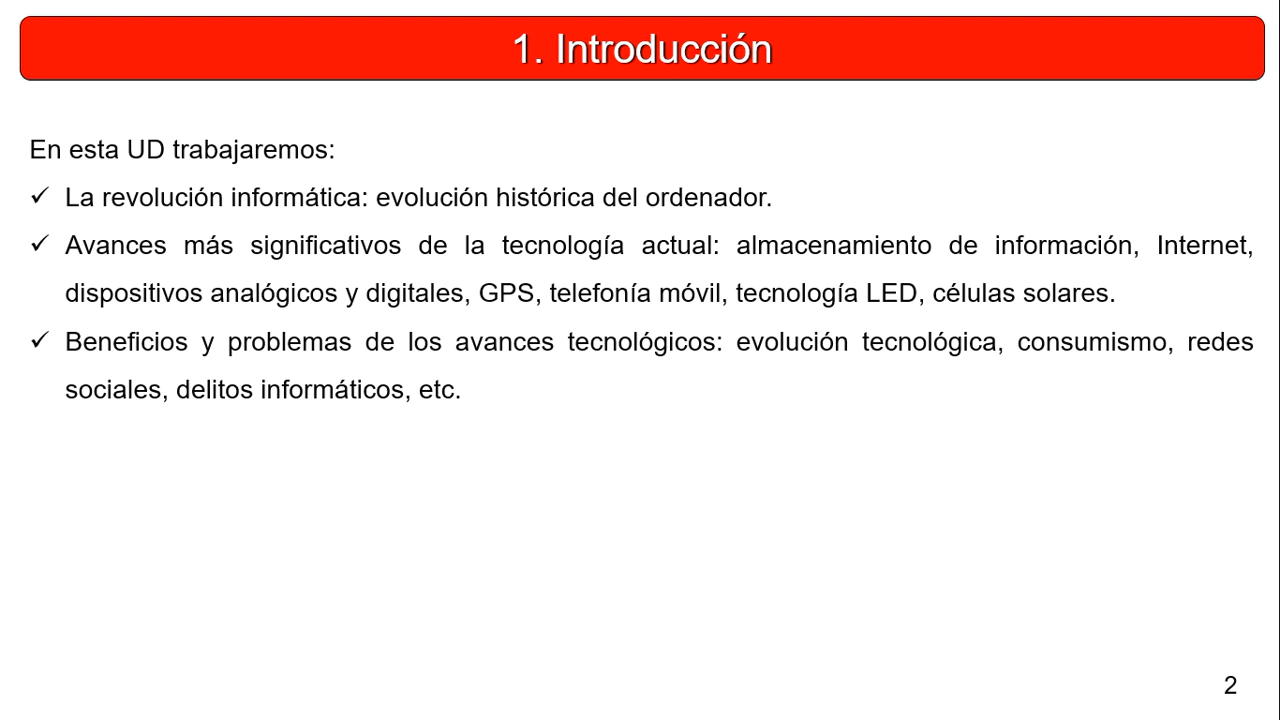 1. Introducción
En esta UD trabajaremos:
✓ La revolución informática: evolución histórica del ordenador.
✓ Avances más significativos de la tecnología actual: almacenamiento de información, Internet,
dispositivos analógicos y digitales, GPS, telefonía móvil, tecnología LED, células solares.
✓ Beneficios y problemas de los avances tecnológicos: evolución tecnológica, consumismo, redes
sociales, delitos informáticos, etc.
2